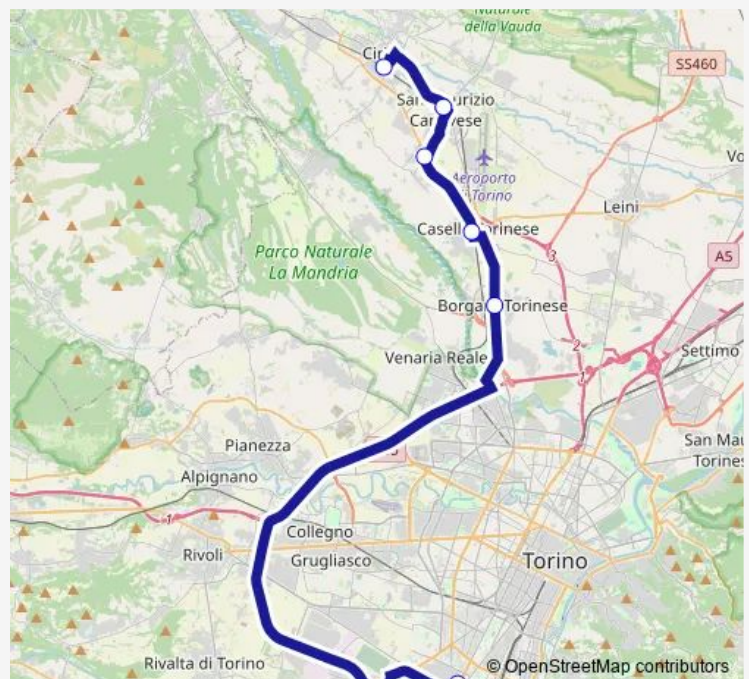 Naturale
della Vauda
SS460
San Maurizio
Canavese
Aeroporto
di Torino
Leini
Caselle Torinese
Parco Naturale
La Mandria
3
A5
Borgaro Torinese
2
Venaria Reale
1
Settimo
Pianezza
San Mau
Torines
Alpignano
1
Collegno
Rivoli
Grugliasco
Torino
Rivalta di Torino
© OpenStreetMap contributors